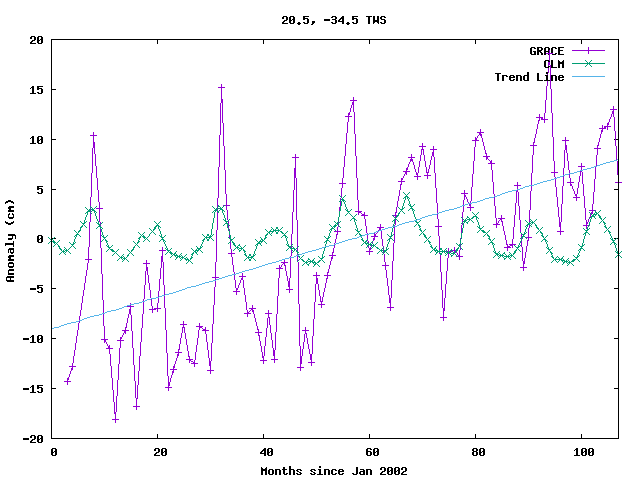 20.5, -34.5 TWS
GRACE
CLM
Trend Line
20
15
10
5
0
-5
-10
-15
-20
Anomaly (cm)
0 20 40 60 80 100
Months since Jan 2002